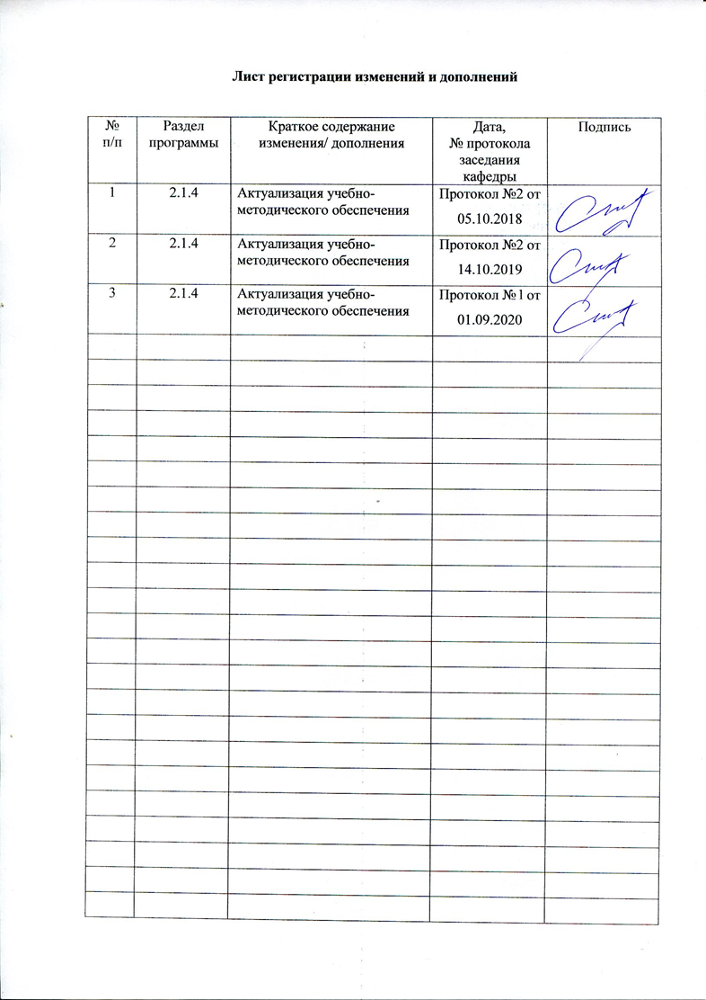 Лист регистрации изменений и дополнений
№
п/п
Раздел
программы
Краткое содержание
изменения/ дополнения
Дата,
№ протокола
заседания
кафедры
Подпись
1
2.1.4
Актуализация учебно-
методического обеспечения
Протокол №2 от
05.10.2018
2
2.1.4
Актуализация учебно-
методического обеспечения
Протокол №2 от
14.10.2019
3
2.1.4
Актуализация учебно-
методического обеспечения
Протокол №1 от
01.09.2020